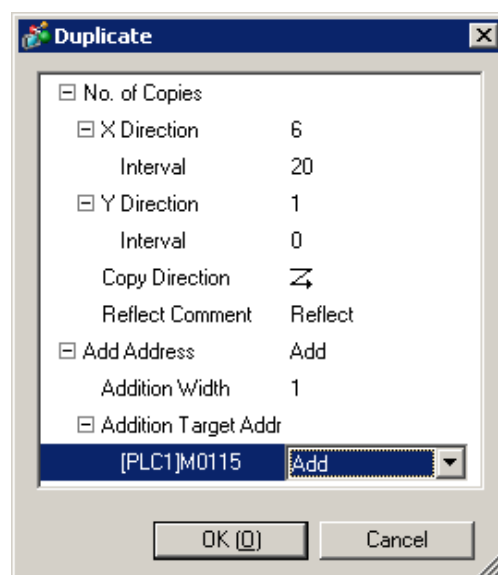 Duplicate
No. of Copies
X Direction 6
Interval 20
Y Direction 1
Interval 0
Copy Direction
Reflect Comment Reflect
Add Address Add
Addition Width 1
Addition Target Addr
[PLC1]M0115 Add
OK (O) Cancel